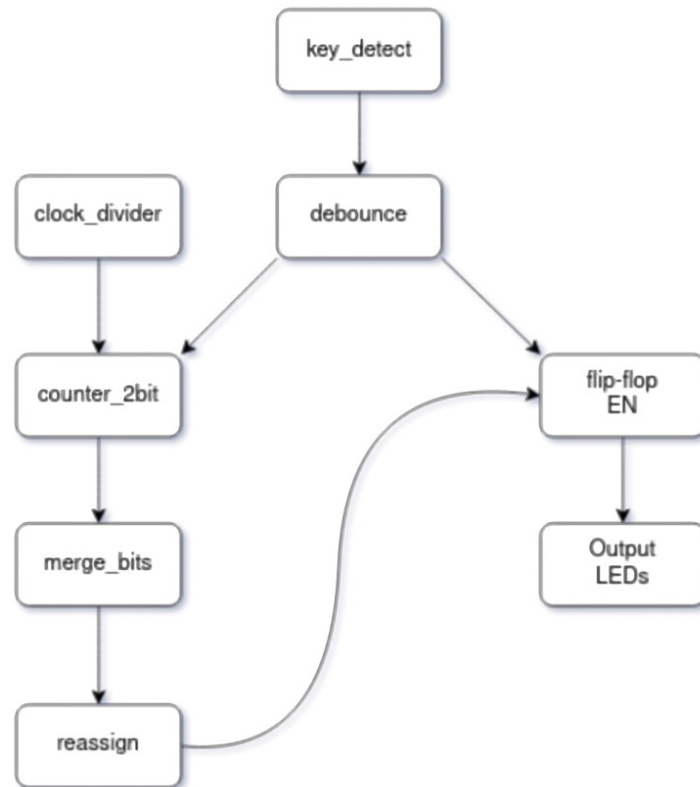 key_detect
clock_divider
debounce
counter_2bit
flip-flop
EN
merge_bits
Output
LEDs
reassign